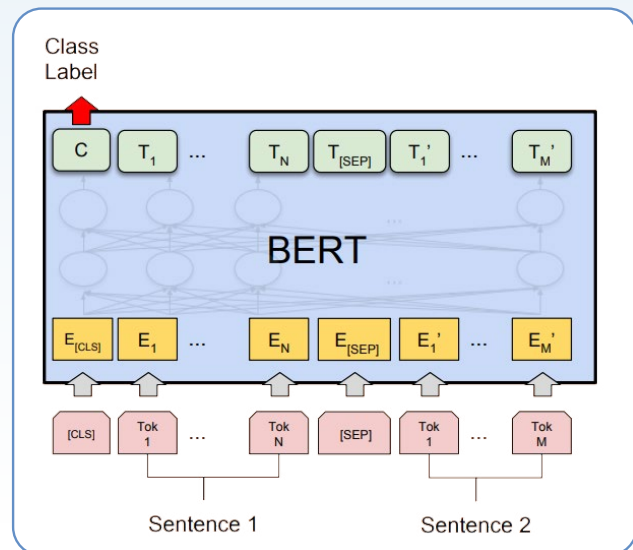 Class
Label
C T1 ... TN T[SEP] T1' ... TM'
...
BERT
...
E[CLS] E1 ... EN E[SEP] E1' ... EM'
[CLS] Tok 1 ... Tok N [SEP] Tok 1 ... Tok M
Sentence 1 Sentence 2